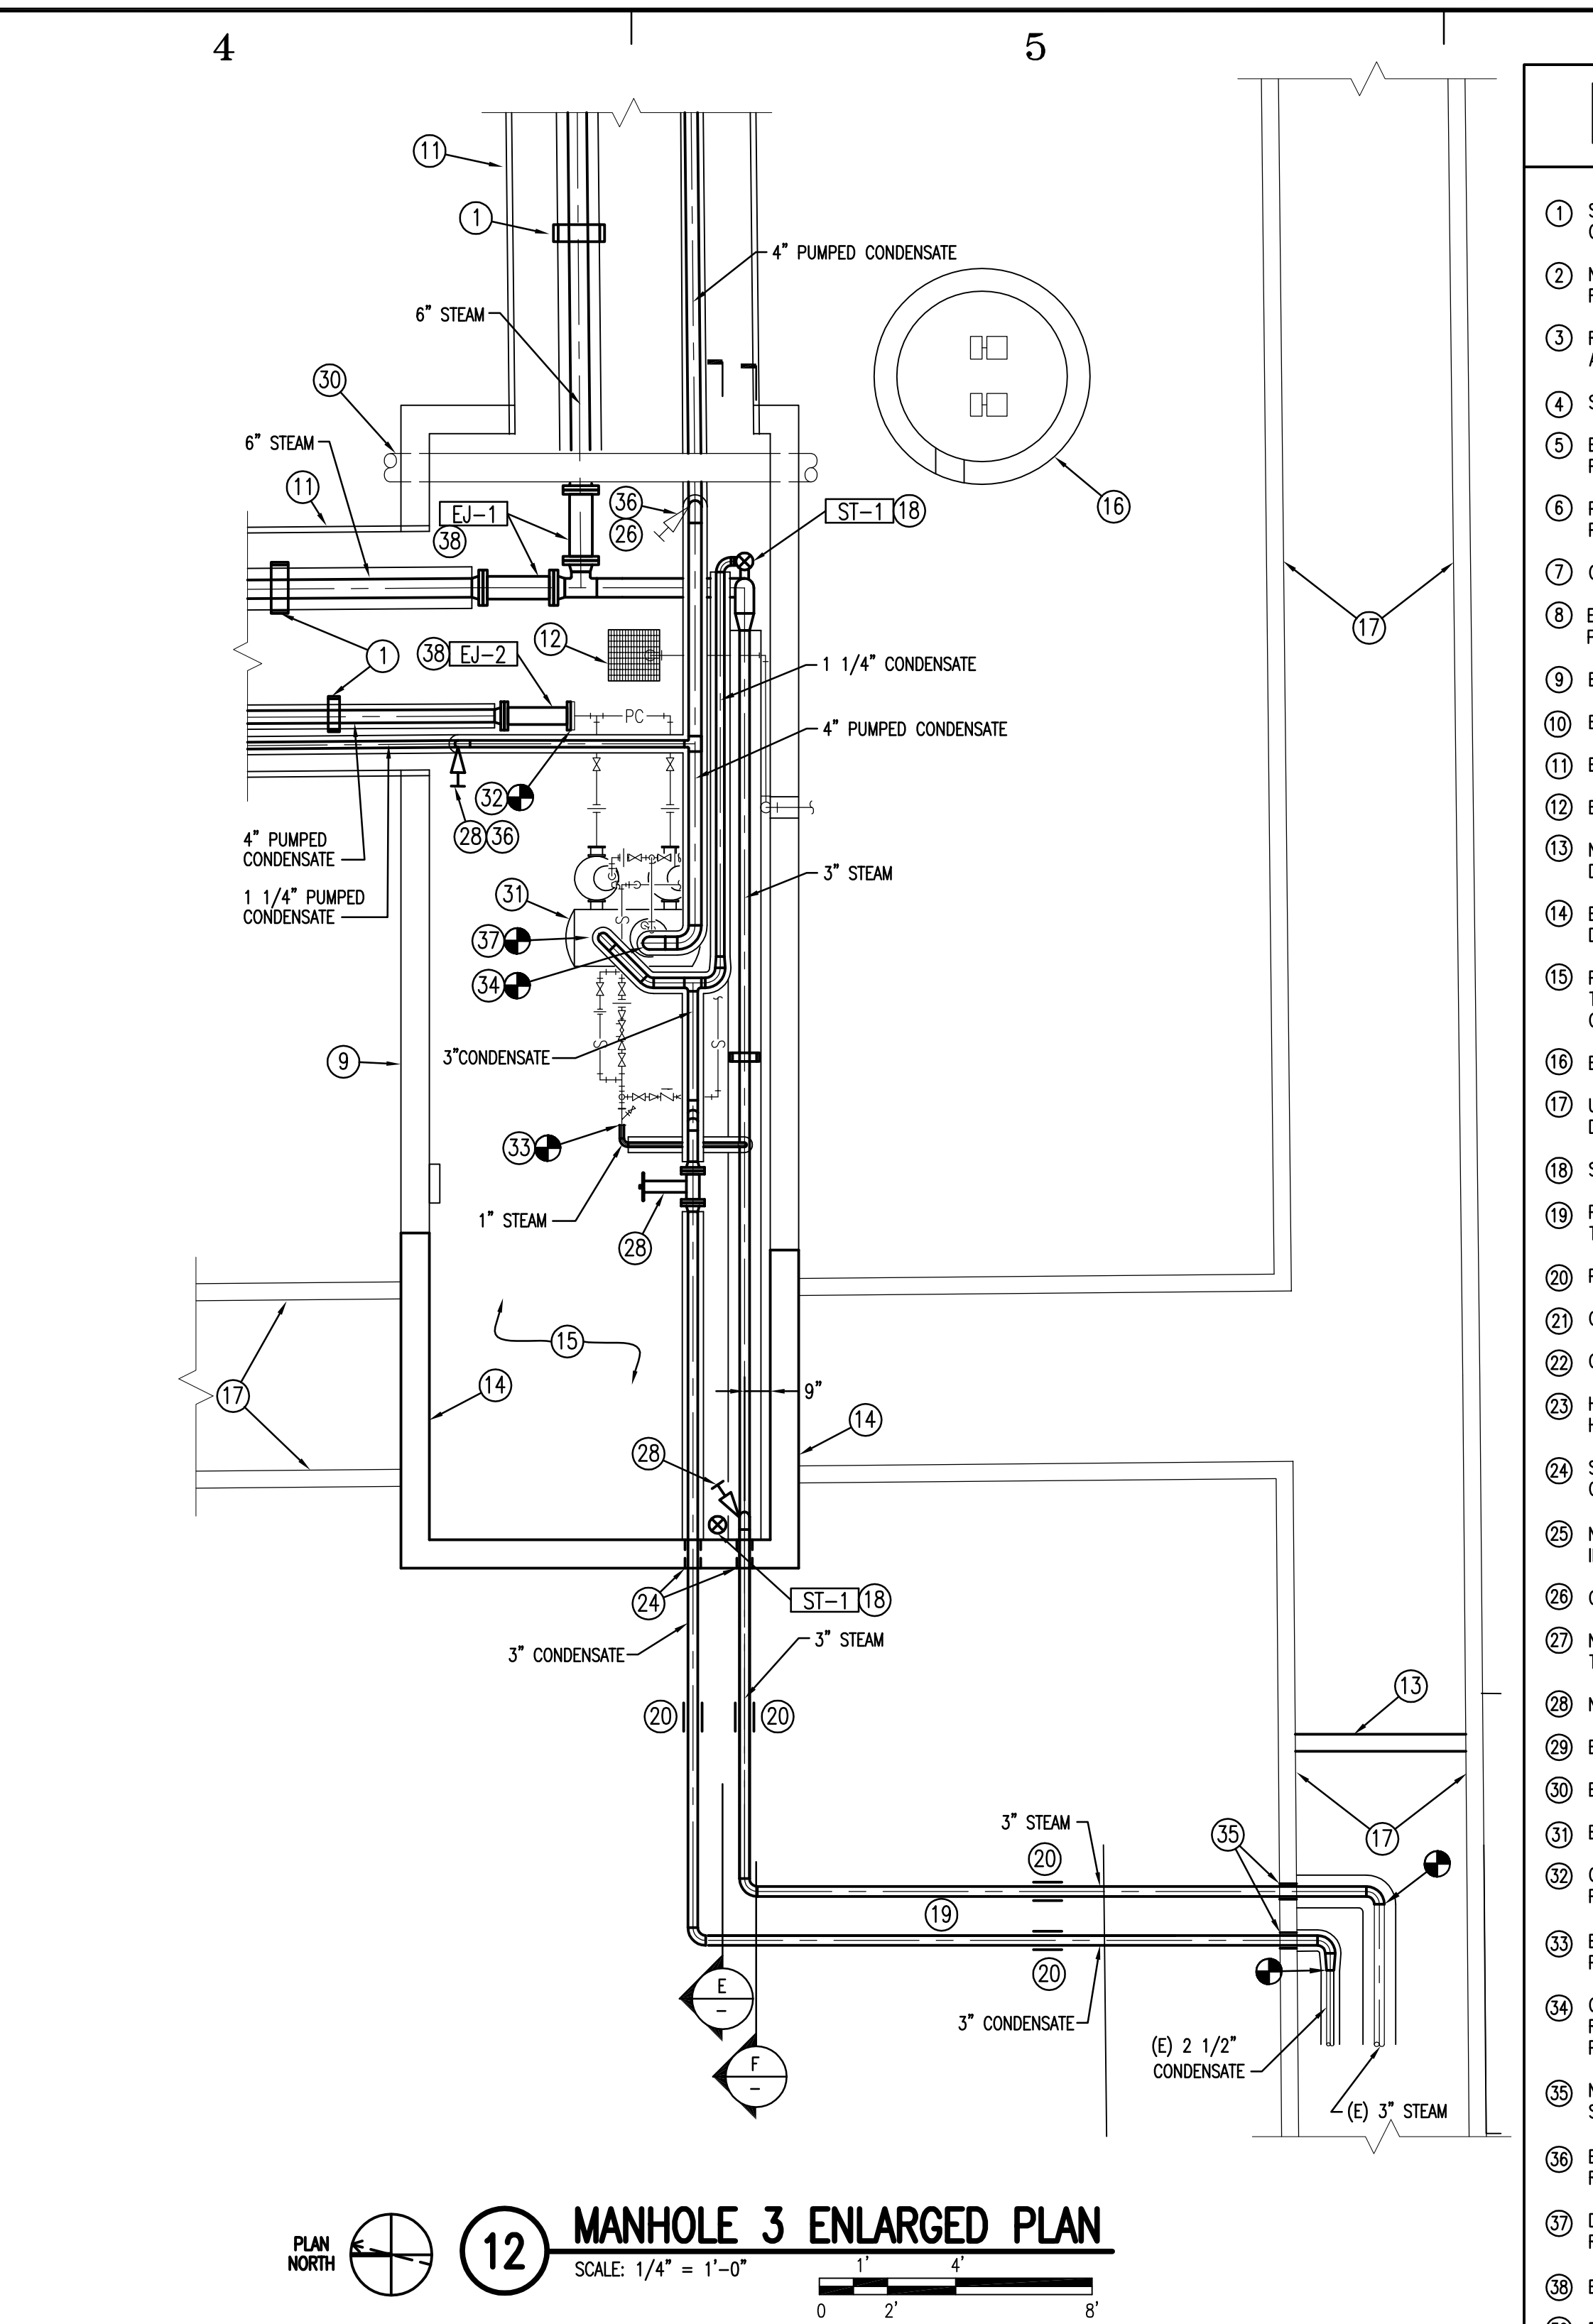 4
5
11
1
4" PUMPED CONDENSATE
6" STEAM
30
6" STEAM
11
EJ-1
38
36
26
ST-1 18
16
17
1
38 EJ-2
12
1 1/4" CONDENSATE
PC
4" PUMPED CONDENSATE
32
28 36
4" PUMPED
CONDENSATE
1 1/4" PUMPED
CONDENSATE
3" STEAM
31
S
S
37
34
3"CONDENSATE
S
S
9
33
1" STEAM
28
15
14
17
9"
14
28
24
ST-1 18
3" CONDENSATE
3" STEAM
20
20
13
3" STEAM
20
35
17
19
20
E
-
3" CONDENSATE
(E) 2 1/2"
CONDENSATE
F
-
(E) 3" STEAM
PLAN
NORTH
12
MANHOLE 3 ENLARGED PLAN
SCALE: 1/4" = 1'-0"
1' 4'
0 2' 8'
1
2
3
4
5
6
7
8
9
10
11
12
13
14
15
16
17
18
19
20
21
22
23
24
25
26
27
28
29
30
31
32
33
34
35
36
37
38